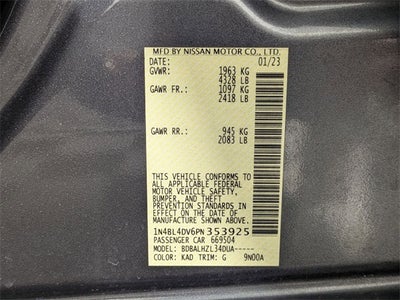 MFD BY NISSAN MOTOR CO., LTD.
01/23
GVWR: 1963 KG
4328 LB
GAWR FR.: 1097 KG
2418 LB
GAWR RR.: 945 KG
2083 LB
THIS VEHICLE CONFORMS TO
ALL APPLICABLE FEDERAL
MOTOR VEHICLE SAFETY,
BUMPER, AND THEFT
PREVENTION STANDARDS IN
EFFECT ON THE DATE OF
MANUFACTURE SHOWN ABOVE.
1N4BL4DV6PN353925
PASSENGER CAR 669504
MODEL: BDBALHZL34DUA-----
COLOR: KAD TRIM: G 9N00A